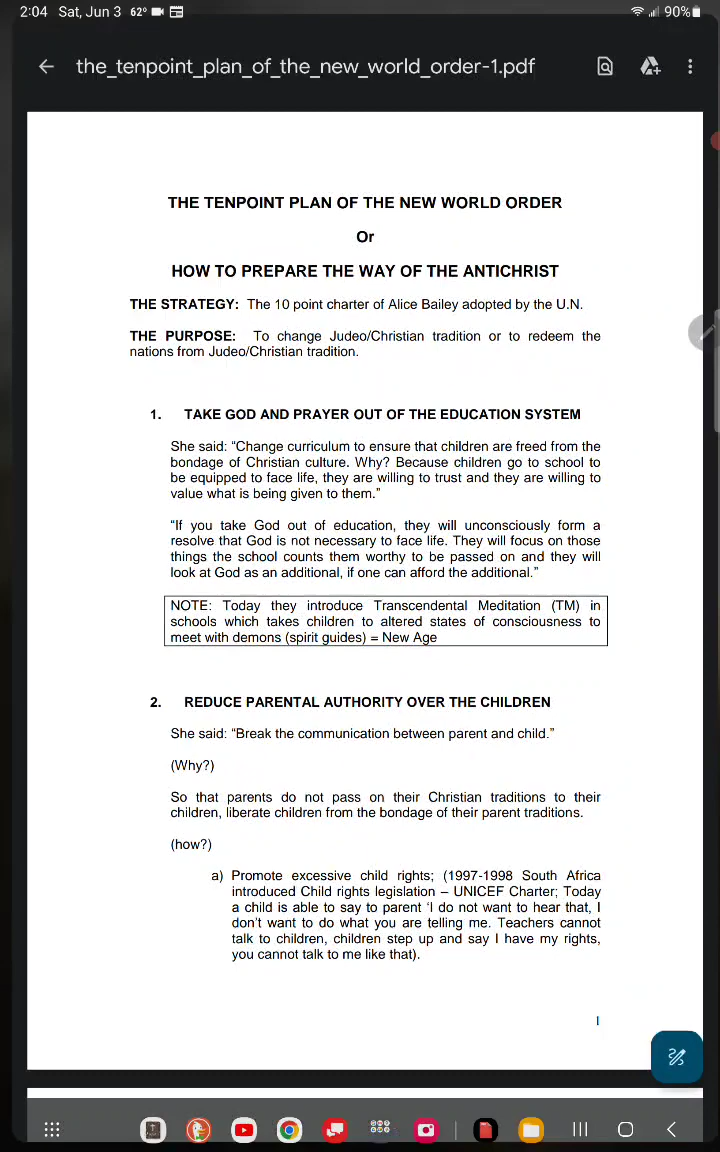 2:04 Sat, Jun 3 62° 90%
the_tenpoint_plan_of_the_new_world_order-1.pdf
THE TENPOINT PLAN OF THE NEW WORLD ORDER
Or
HOW TO PREPARE THE WAY OF THE ANTICHRIST
THE STRATEGY: The 10 point charter of Alice Bailey adopted by the U.N.
THE PURPOSE: To change Judeo/Christian tradition or to redeem the
nations from Judeo/Christian tradition.
1. TAKE GOD AND PRAYER OUT OF THE EDUCATION SYSTEM
She said: “Change curriculum to ensure that children are freed from the
bondage of Christian culture. Why? Because children go to school to
be equipped to face life, they are willing to trust and they are willing to
value what is being given to them.”
“If you take God out of education, they will unconsciously form a
resolve that God is not necessary to face life. They will focus on those
things the school counts them worthy to be passed on and they will
look at God as an additional, if one can afford the additional.”
NOTE: Today they introduce Transcendental Meditation (TM) in
schools which takes children to altered states of consciousness to
meet with demons (spirit guides) = New Age
2. REDUCE PARENTAL AUTHORITY OVER THE CHILDREN
She said: “Break the communication between parent and child.”
(Why?)
So that parents do not pass on their Christian traditions to their
children, liberate children from the bondage of their parent traditions.
(how?)
a) Promote excessive child rights; (1997-1998 South Africa
introduced Child rights legislation – UNICEF Charter; Today
a child is able to say to parent ‘I do not want to hear that, I
don’t want to do what you are telling me. Teachers cannot
talk to children, children step up and say I have my rights,
you cannot talk to me like that).
I